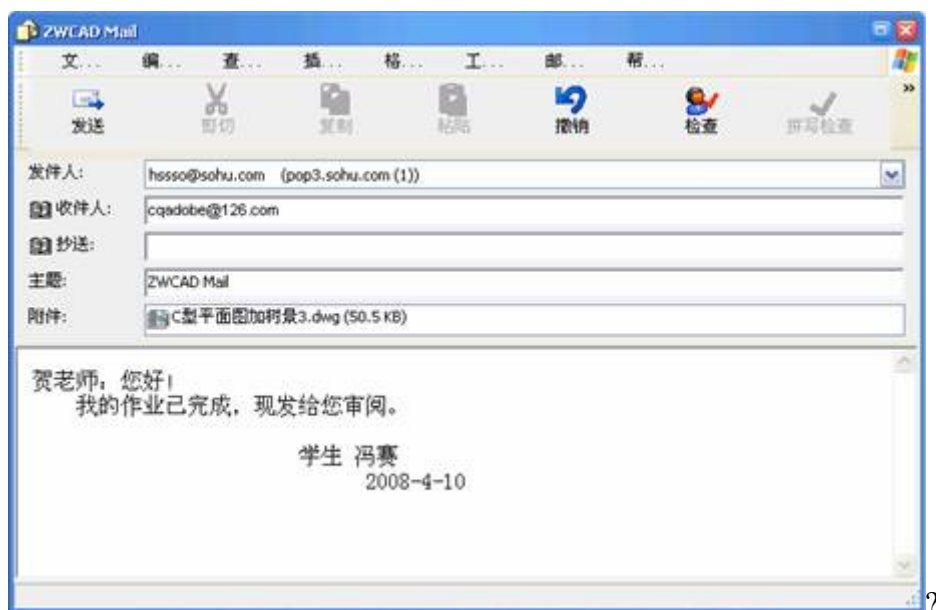 ZWCAD Mail
文... 编... 查... 插... 格... 工... 邮... 帮...
发送 剪切 复制 粘贴 撤销 检查 拼写检查
发件人: hssso@sohu.com (pop3.sohu.com (1))
收件人: cqadobe@126.com
抄送:
主题: ZWCAD Mail
附件: C型平面图加树景3.dwg (50.5 KB)
贺老师,您好!
我的作业已完成,现发给您审阅。
学生 冯赛
2008-4-10